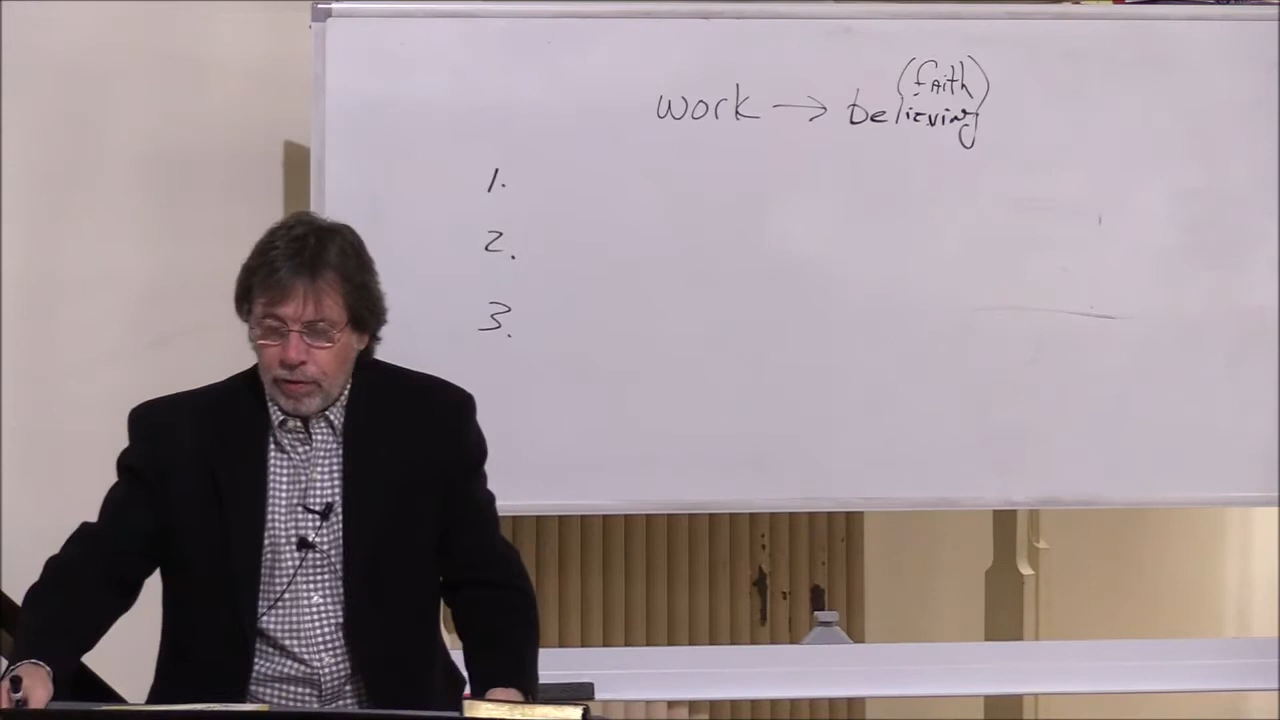 (faith)
work → believing
1.
2.
3.